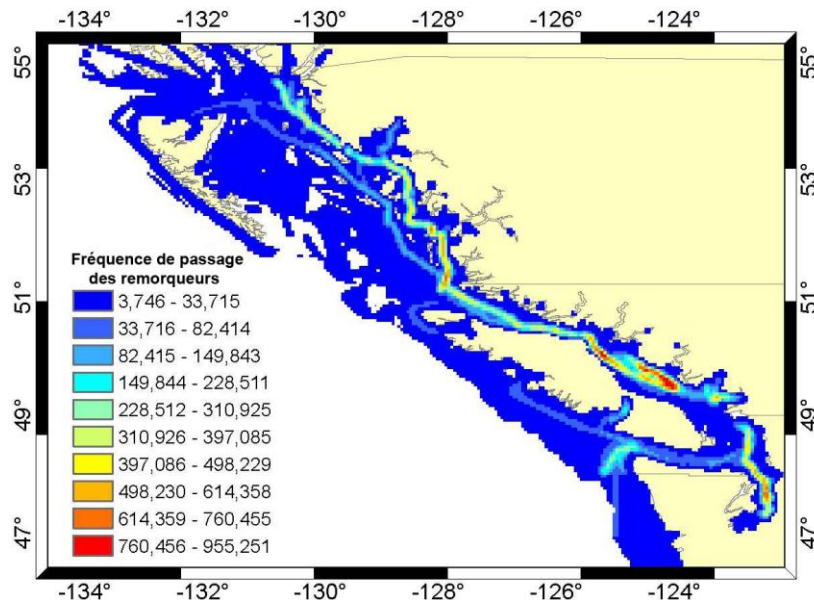 -134° -132° -130° -128° -126° -124°
55° 55°
53° 53°
51° 51°
49° 49°
47° 47°
Fréquence de passage
des remorqueurs
3,746 - 33,715
33,716 - 82,414
82,415 - 149,843
149,844 - 228,511
228,512 - 310,925
310,926 - 397,085
397,086 - 498,229
498,230 - 614,358
614,359 - 760,455
760,456 - 955,251
-134° -132° -130° -128° -126° -124°